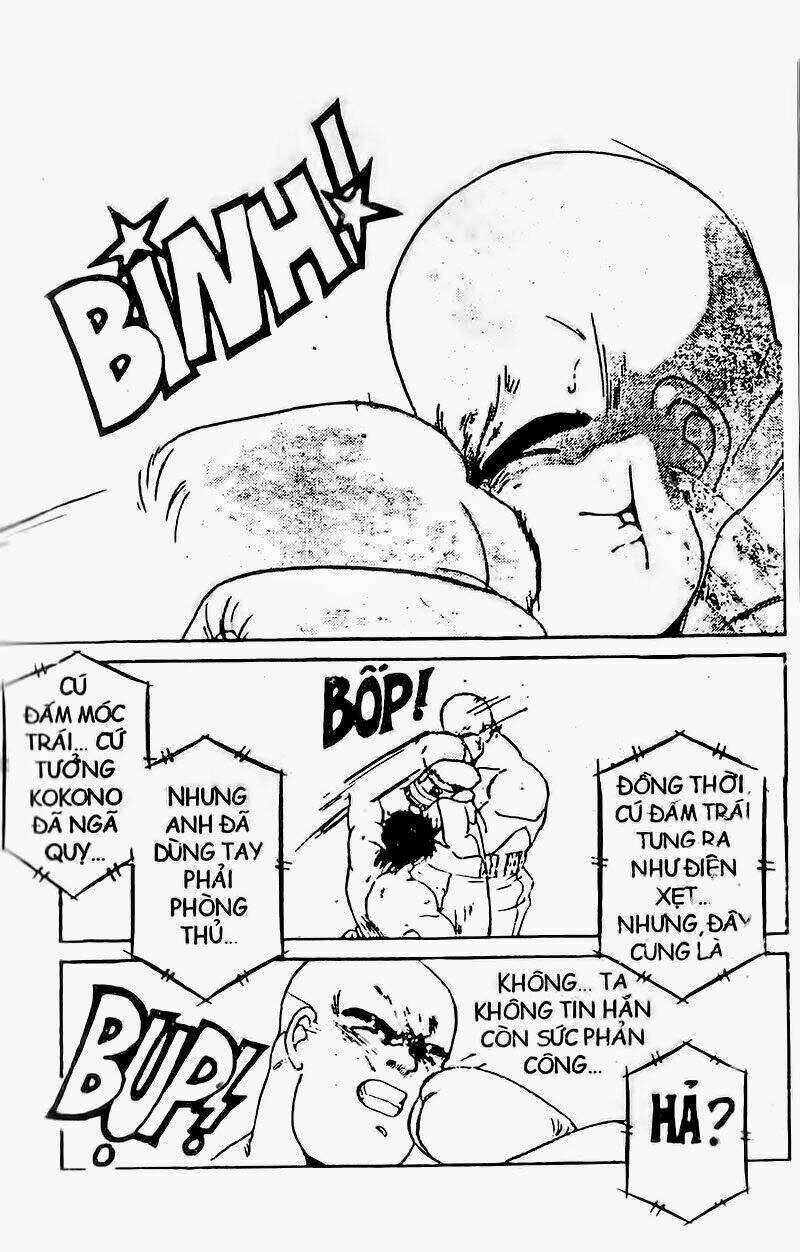 BINH!
CÚ
ĐẤM MÓC
TRÁI... CỨ
TƯỞNG
KOKONO
ĐÃ NGÃ
QUỴ...
BỐP!
NHƯNG
ANH ĐÃ
DÙNG TAY
PHẢI
PHÒNG
THỦ...
ĐỒNG THỜI,
CÚ ĐẤM TRÁI
TUNG RA
NHƯ ĐIỆN
XẸT...
NHƯNG, ĐÂY
CUNG LÀ
BỤP!
KHÔNG... TA
KHÔNG TIN HẮN
CÒN SỨC PHẢN
CÔNG...
HẢ?